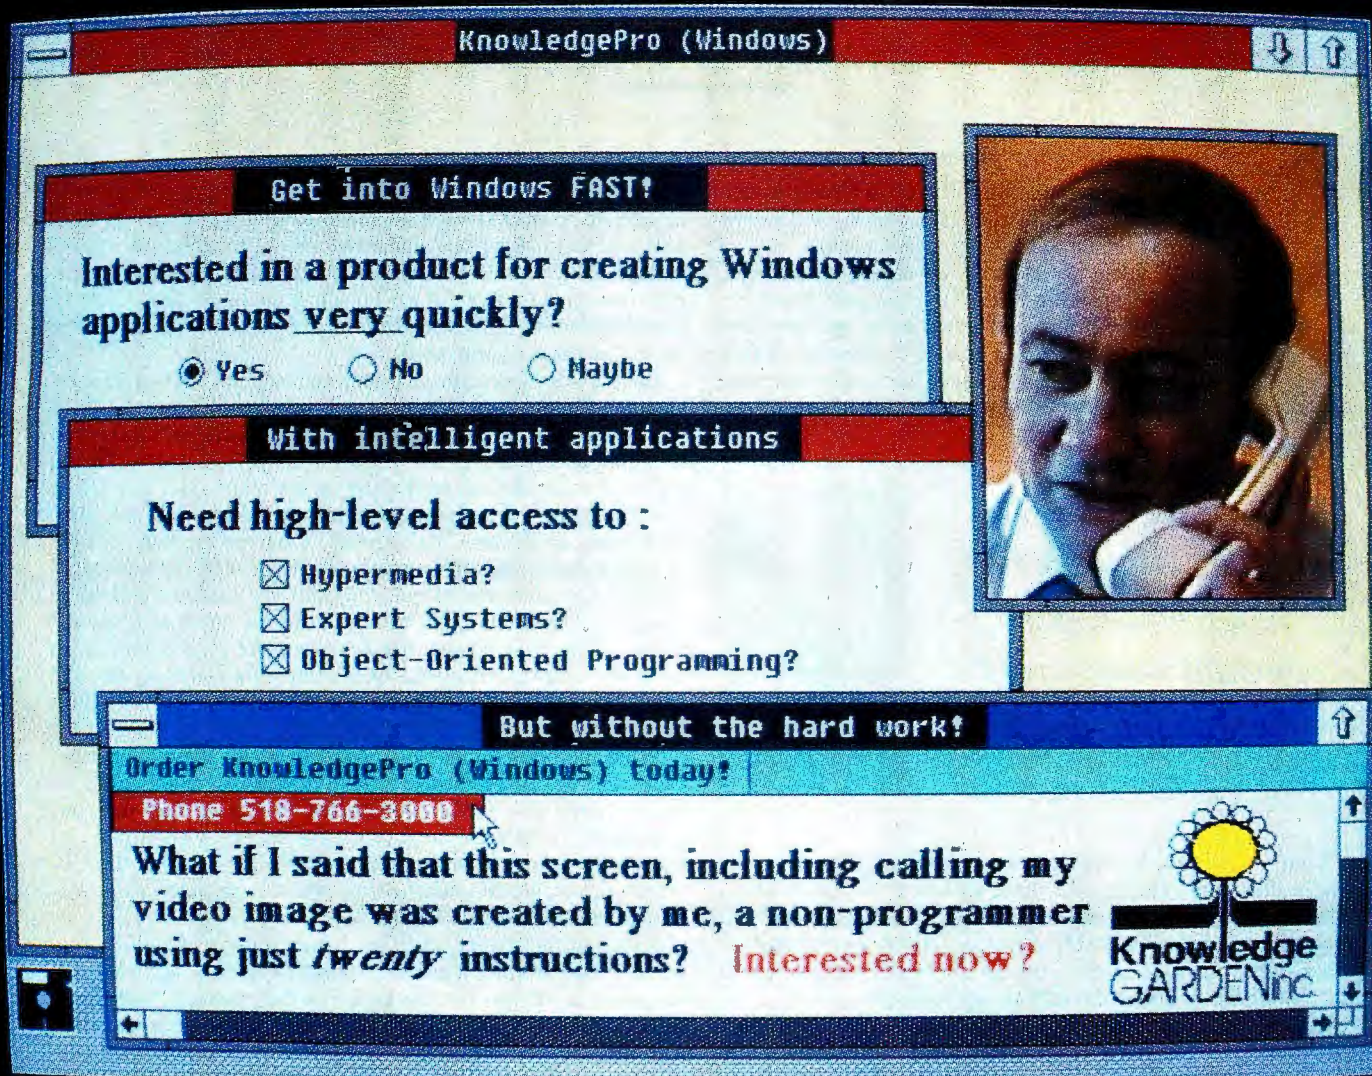 KnowledgePro (Windows)
Get into Windows FAST!
Interested in a product for creating Windows
applications very quickly?
Yes No Maybe
With intelligent applications
Need high-level access to :
Hypermedia?
Expert Systems?
Object-Oriented Programming?
But without the hard work!
Order KnowledgePro (Windows) today!
Phone 518-766-3000
What if I said that this screen, including calling my
video image was created by me, a non-programmer
using just twenty instructions? Interested now?
Knowledge
GARDENinc.